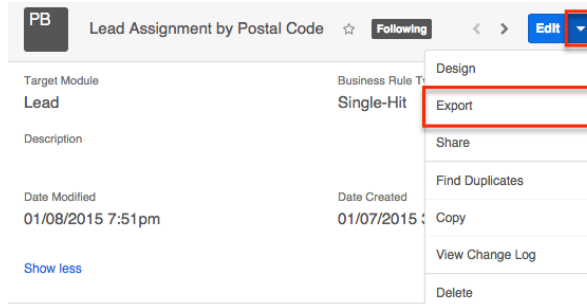 PB
Lead Assignment by Postal Code Following Edit
Target Module
Lead
Description
Date Modified
01/08/2015 7:51pm
Show less
Business Rule
Single-Hit
Date Created
01/07/2015
Design
Export
Share
Find Duplicates
Copy
View Change Log
Delete